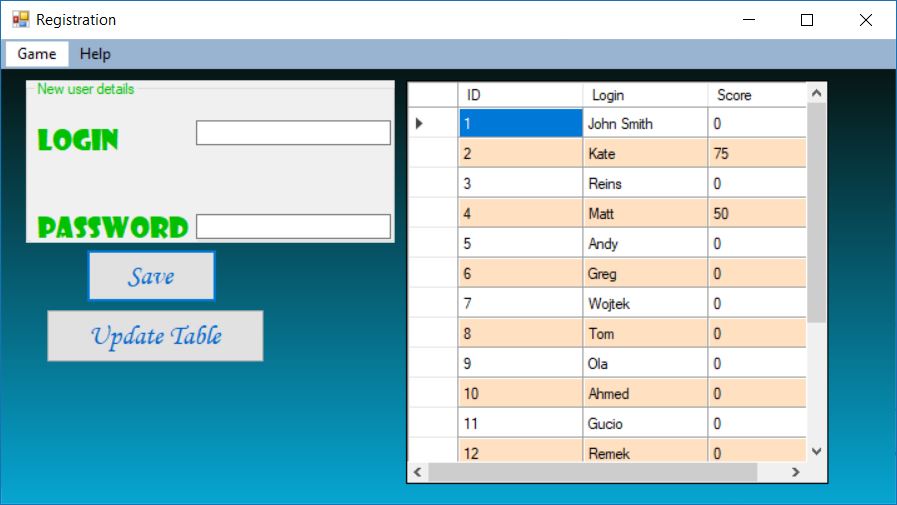 Registration
Game Help
New user details
LOGIN
PASSWORD
Save
Update Table
ID Login Score
1 John Smith 0
2 Kate 75
3 Reins 0
4 Matt 50
5 Andy 0
6 Greg 0
7 Wojtek 0
8 Tom 0
9 Ola 0
10 Ahmed 0
11 Gucio 0
12 Remek 0